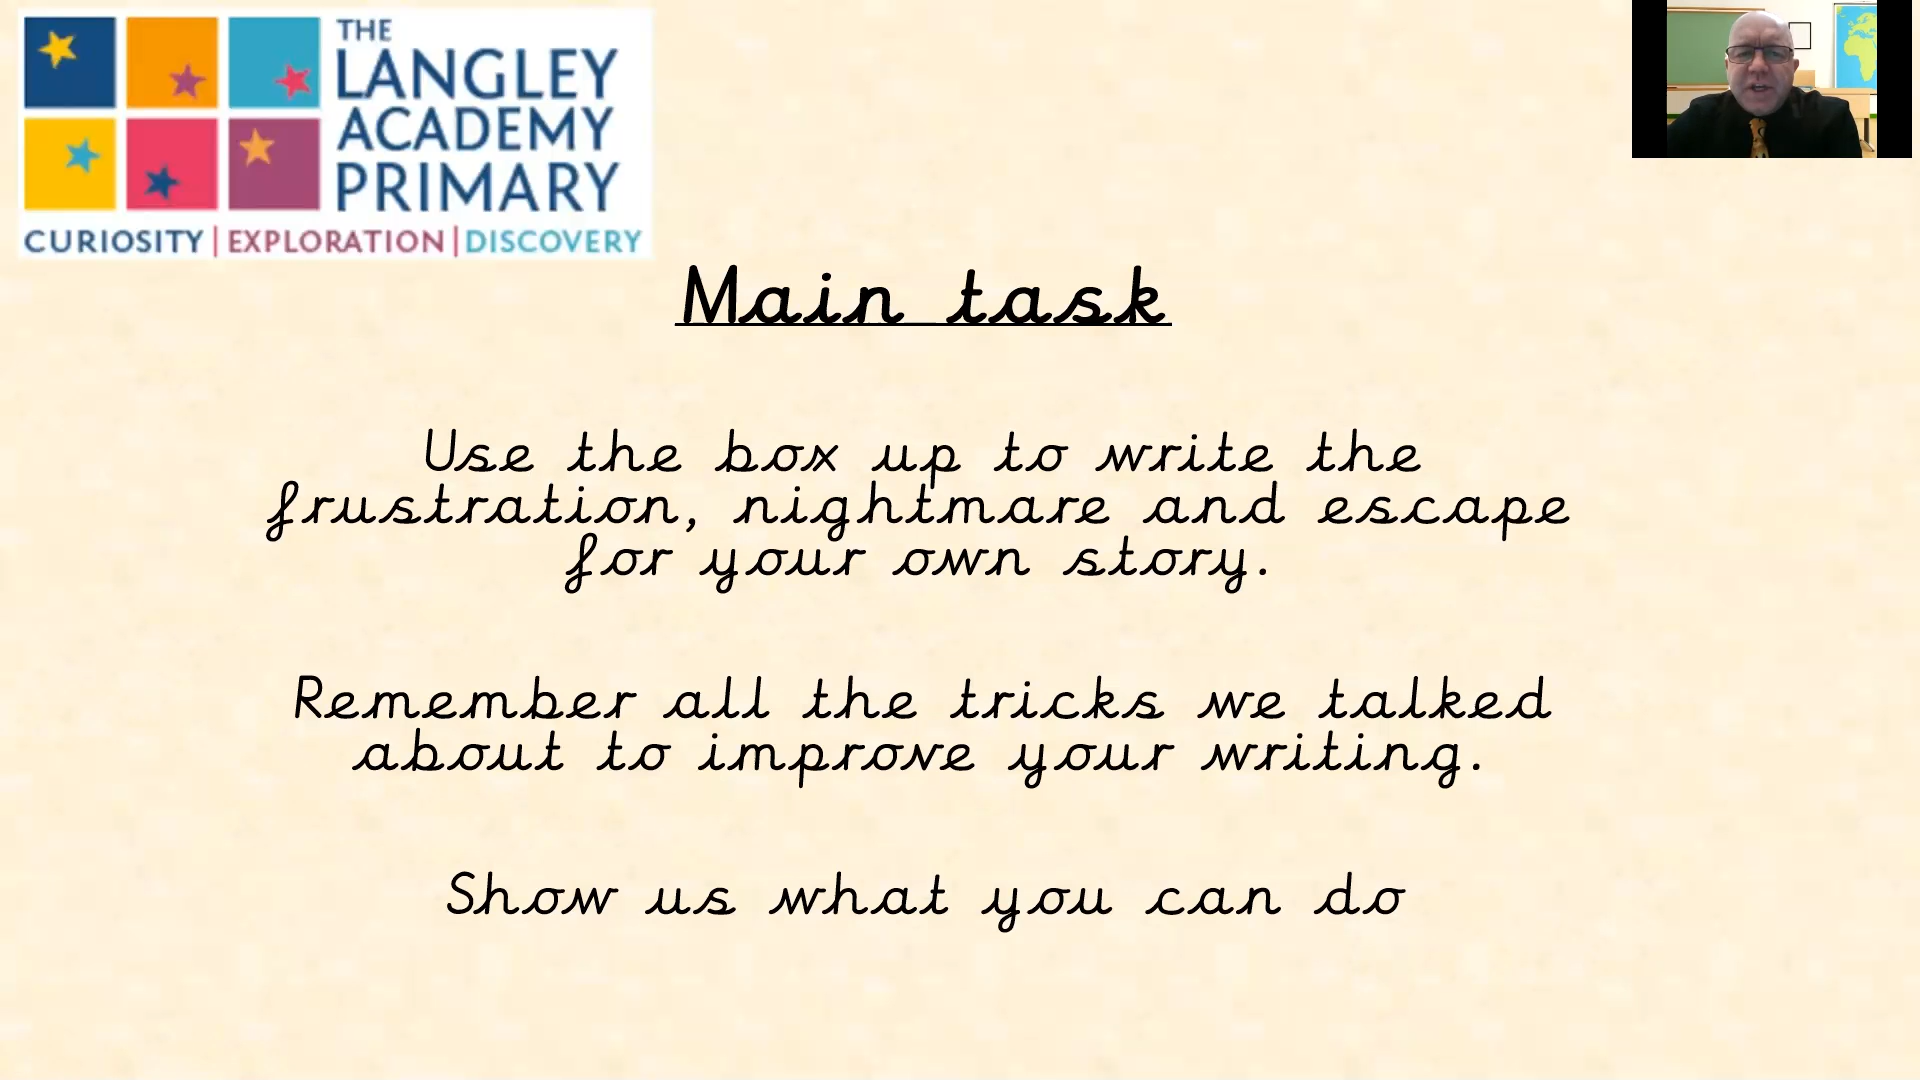 THE
LANGLEY
ACADEMY
PRIMARY
CURIOSITY | EXPLORATION | DISCOVERY
Main task
Use the box up to write the
frustration, nightmare and escape
for your own story.
Remember all the tricks we talked
about to improve your writing.
Show us what you can do